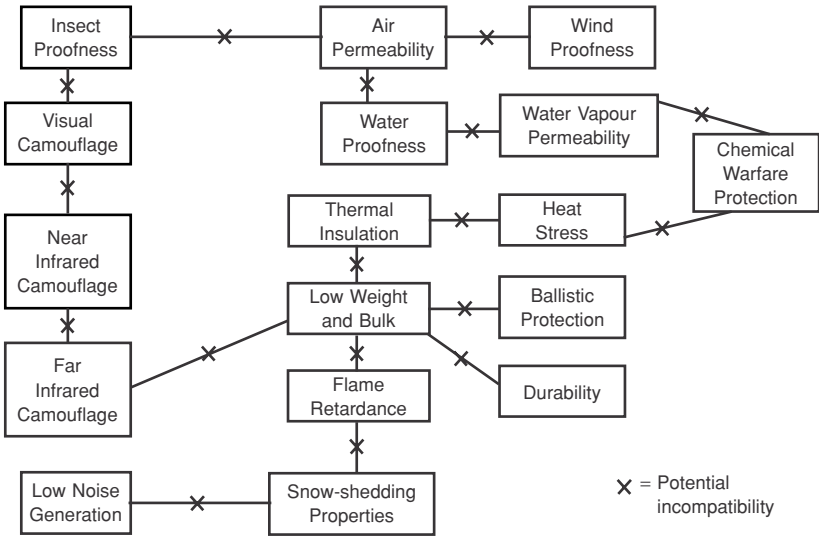 Insect
Proofness
Air
Permeability
Wind
Proofness
Visual
Camouflage
Water
Proofness
Water Vapour
Permeability
Chemical
Warfare
Protection
Near
Infrared
Camouflage
Thermal
Insulation
Heat
Stress
Low Weight
and Bulk
Ballistic
Protection
Far
Infrared
Camouflage
Flame
Retardance
Durability
Low Noise
Generation
Snow-shedding
Properties
× = Potential
incompatibility